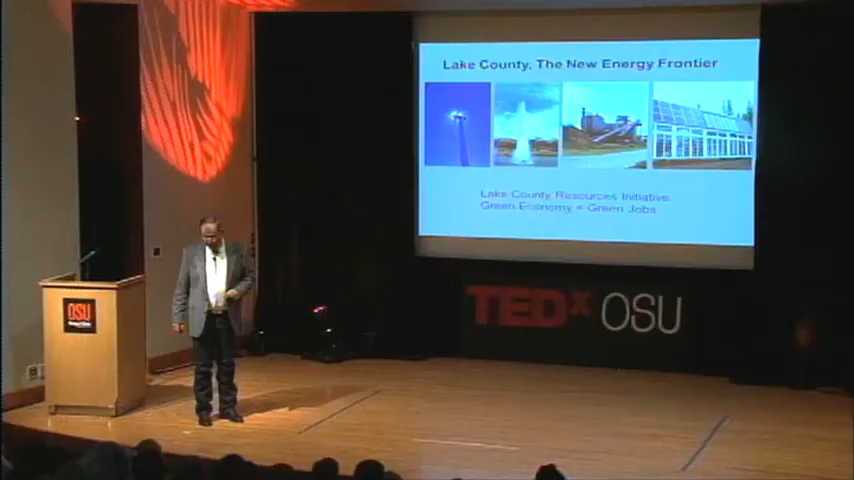 Lake County, The New Energy Frontier
Lake County Resources Initiative
Green Economy = Green Jobs
OSU
TEDx OSU